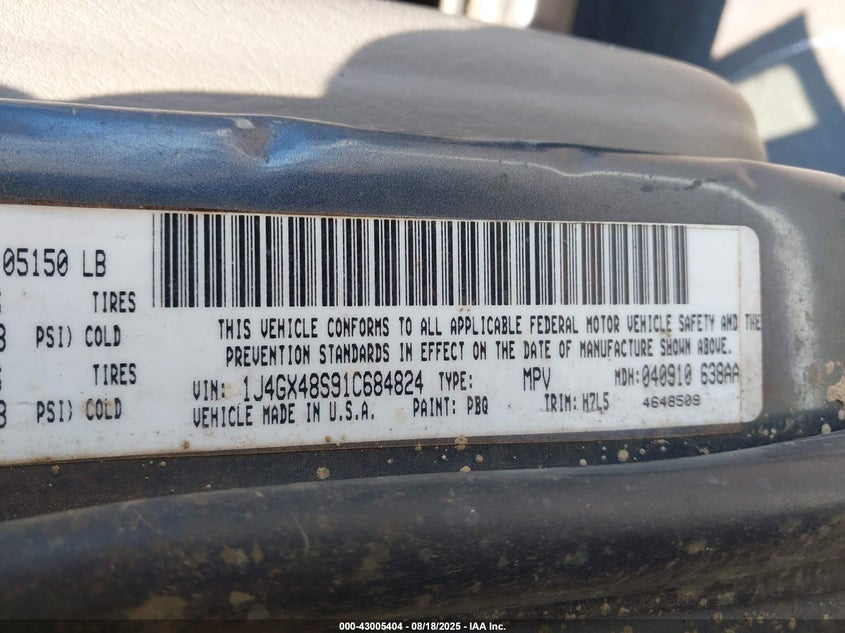 05150 LB
TIRES
PSI) COLD
TIRES
PSI) COLD
THIS VEHICLE CONFORMS TO ALL APPLICABLE FEDERAL MOTOR VEHICLE SAFETY AND THE
PREVENTION STANDARDS IN EFFECT ON THE DATE OF MANUFACTURE SHOWN ABOVE.
VIN: 1J4GX48S91C684824 TYPE: MPV MDH: 040910 638AA
VEHICLE MADE IN U.S.A. PAINT: PBQ TRIM: H7L5 4648509
000-43005404 - 08/18/2025 - IAA Inc.